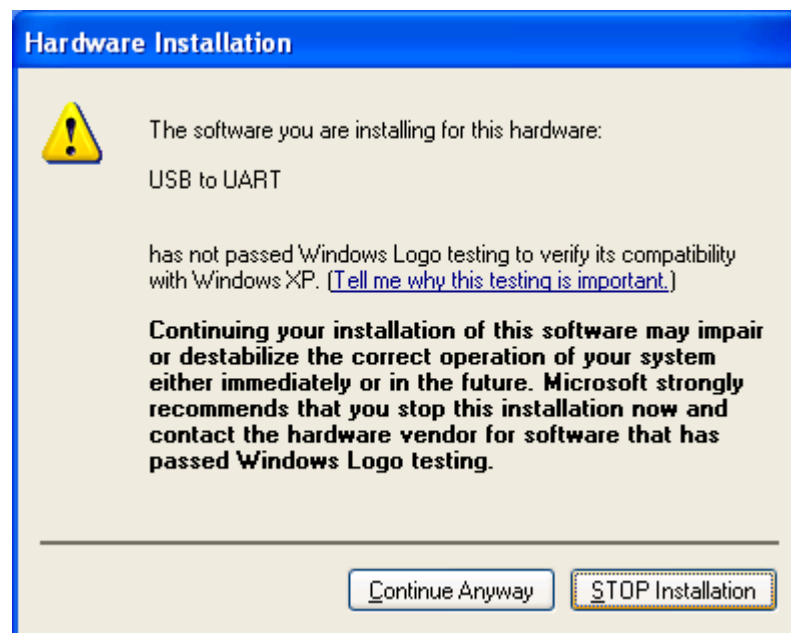 Hardware Installation
The software you are installing for this hardware:
USB to UART
has not passed Windows Logo testing to verify its compatibility
with Windows XP. (Tell me why this testing is important.)
Continuing your installation of this software may impair
or destabilize the correct operation of your system
either immediately or in the future. Microsoft strongly
recommends that you stop this installation now and
contact the hardware vendor for software that has
passed Windows Logo testing.
Continue Anyway
STOP Installation